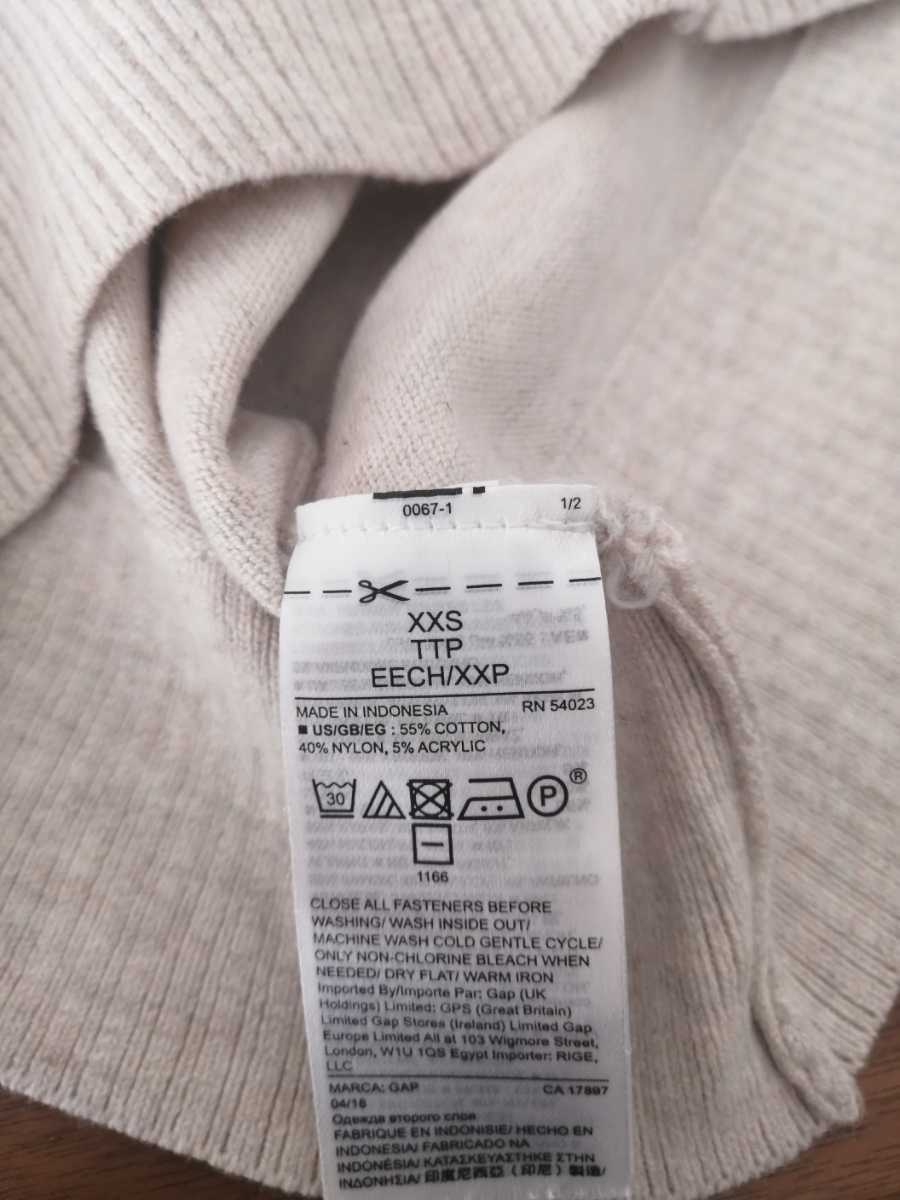 0067-1 1/2
XXS
TTP
EECH/XXP
MADE IN INDONESIA RN 54023
■ US/GB/EG : 55% COTTON,
40% NYLON, 5% ACRYLIC
30 P ®
1166
CLOSE ALL FASTENERS BEFORE
WASHING/ WASH INSIDE OUT/
MACHINE WASH COLD GENTLE CYCLE/
ONLY NON-CHLORINE BLEACH WHEN
NEEDED/ DRY FLAT/ WARM IRON
Imported By/Importe Par: Gap (UK
Holdings) Limited: GPS (Great Britain)
Limited Gap Stores (Ireland) Limited Gap
Europe Limited All at 103 Wigmore Street,
London, W1U 1QS Egypt Importer: RIGE,
LLC
MARCA: GAP CA 17897
04/16
Одежда второго слоя
FABRIQUE EN INDONISIE/ HECHO EN
INDONESIA/ FABRICADO NA
INDONÉSIA/ ΚΑΤΑΣΚΕΥΑΣΤΗΚΕ ΣΤΗΝ
ΙΝΔΟΝΗΣΙΑ/ 印度尼西亞 (印尼) 製造/